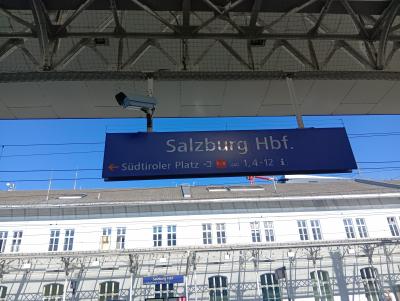 Salzburg Hbf.
Südtiroler Platz 1,4-12 i